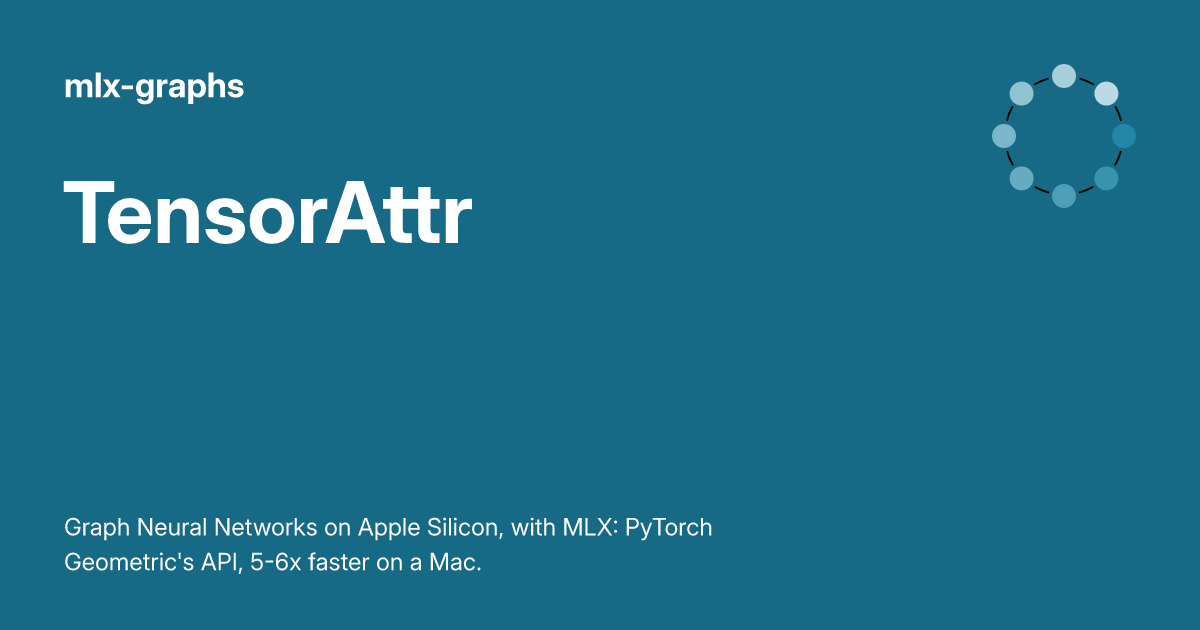 mlx-graphs
TensorAttr
Graph Neural Networks on Apple Silicon, with MLX: PyTorch
Geometric's API, 5-6x faster on a Mac.